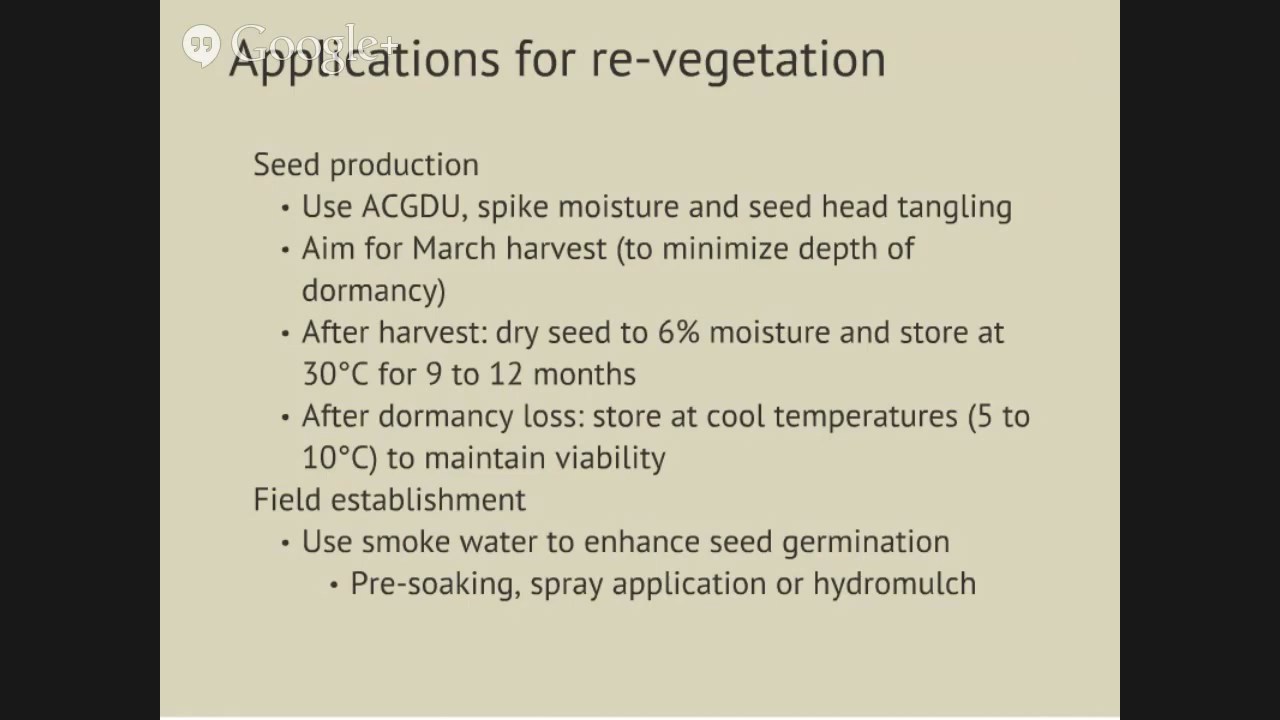 Google+
Applications for re-vegetation
Seed production
• Use ACGDU, spike moisture and seed head tangling
• Aim for March harvest (to minimize depth of
dormancy)
• After harvest: dry seed to 6% moisture and store at
30°C for 9 to 12 months
• After dormancy loss: store at cool temperatures (5 to
10°C) to maintain viability
Field establishment
• Use smoke water to enhance seed germination
• Pre-soaking, spray application or hydromulch